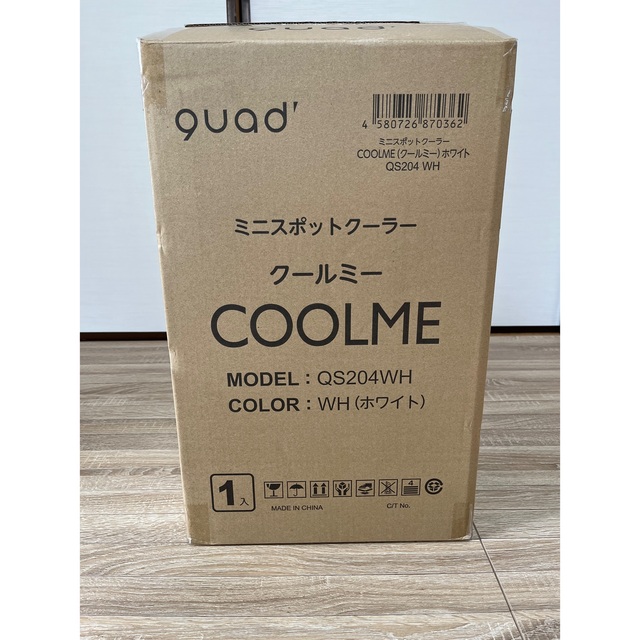 quad'
4 580726 870362
ミニスポットクーラー
COOLME(クールミー)ホワイト
QS204 WH
ミニスポットクーラー
クールミー
COOLME
MODEL：QS204WH
COLOR：WH(ホワイト)
1入
4
MADE IN CHINA
C/T No.